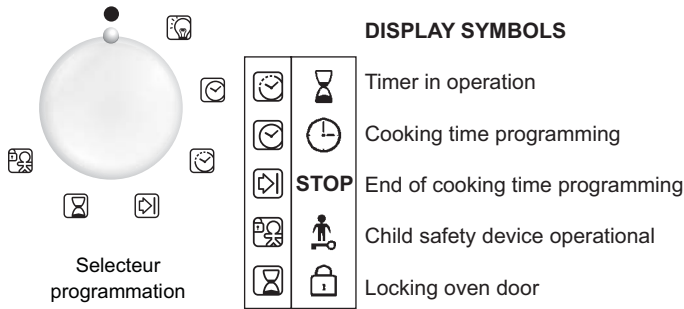 DISPLAY SYMBOLS
Timer in operation
Cooking time programming
STOP End of cooking time programming
Child safety device operational
Locking oven door
Selecteur
programmation